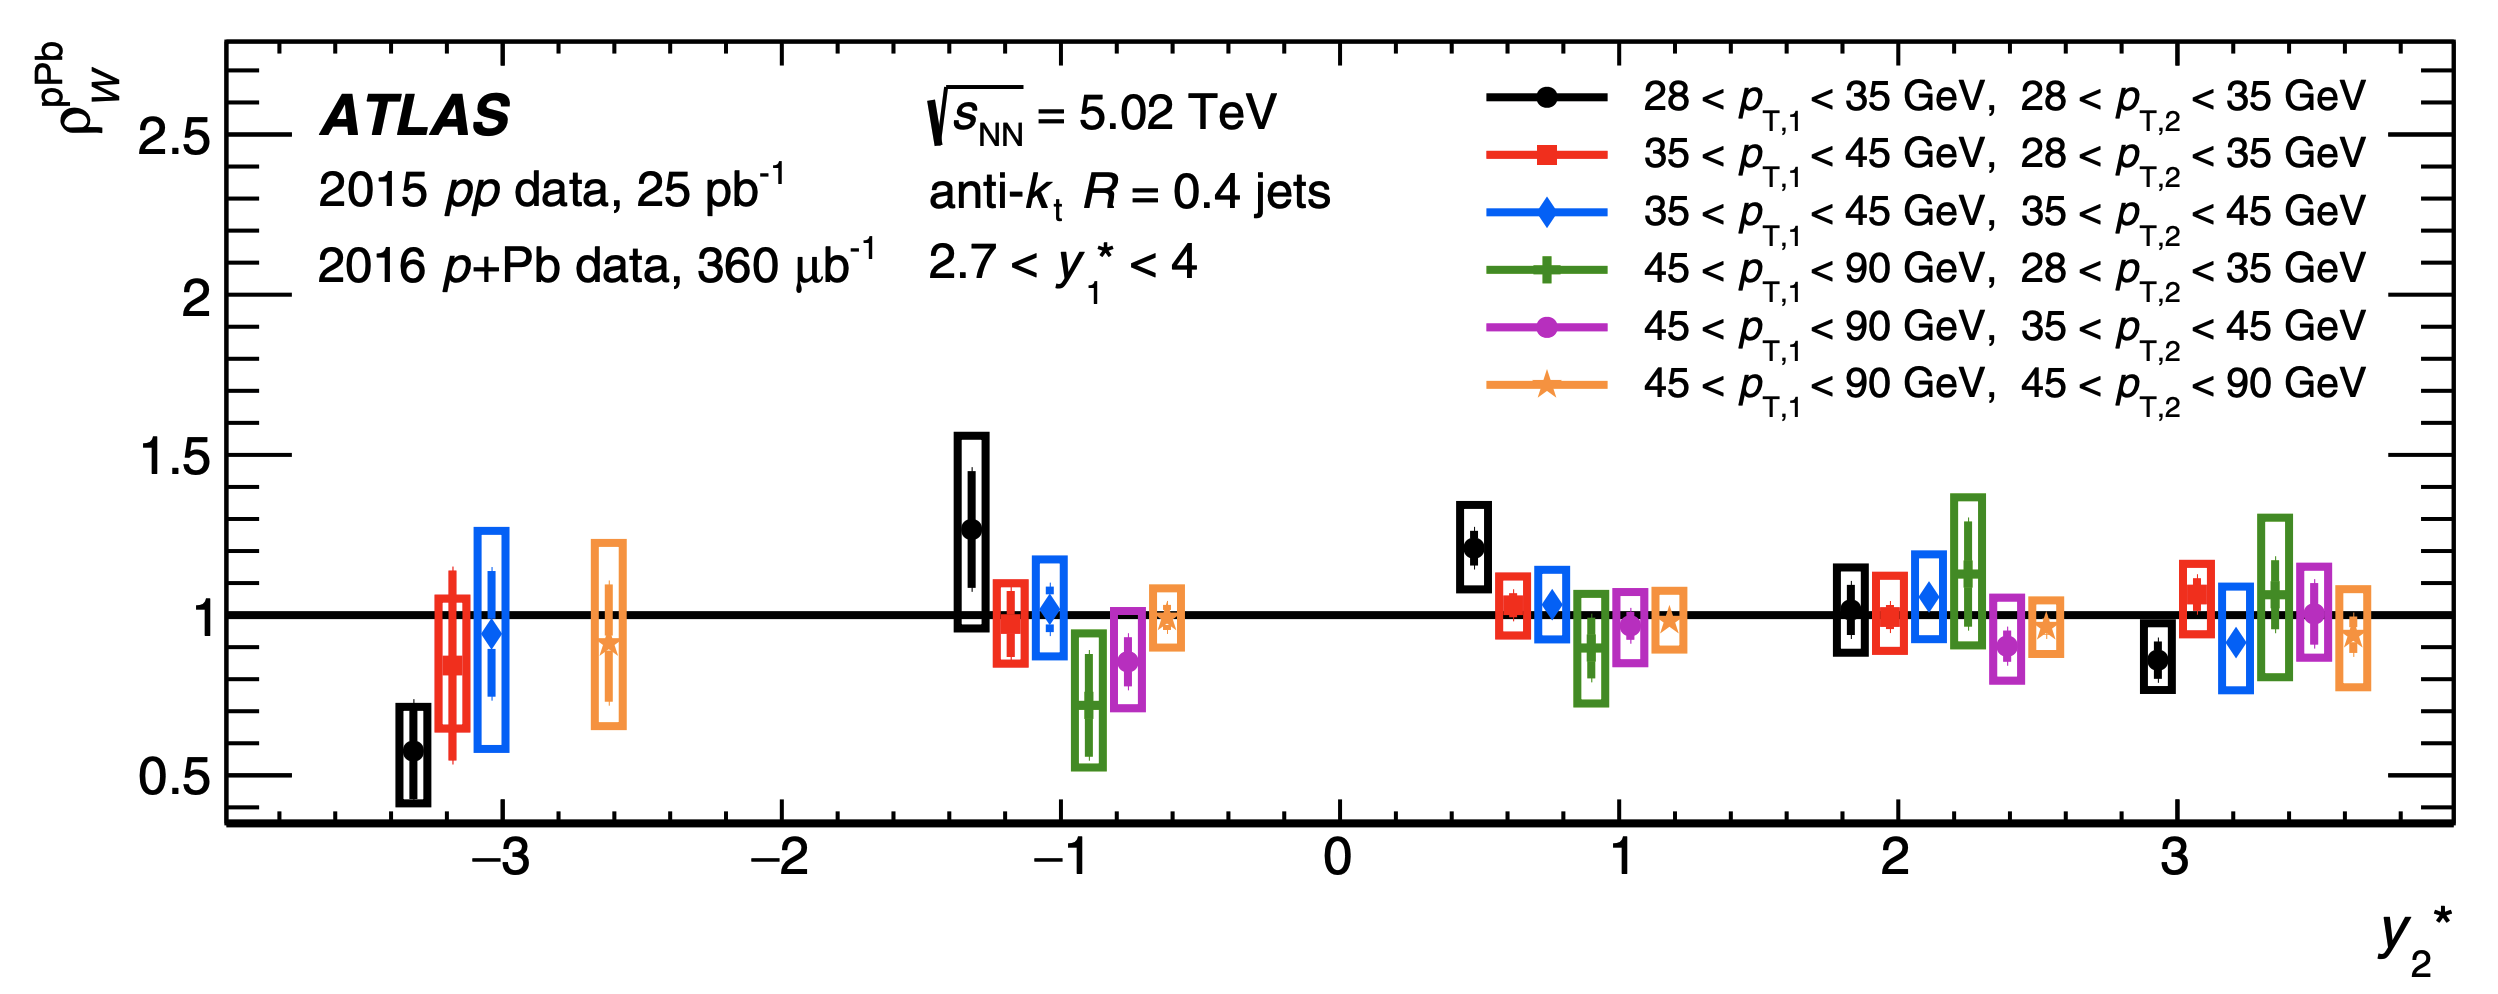 ρ_W^pPb
ATLAS
2015 pp data, 25 pb⁻¹
2016 p+Pb data, 360 μb⁻¹
√s_NN = 5.02 TeV
anti-k_t R = 0.4 jets
2.7 < y_1* < 4
28 < p_T,1 < 35 GeV, 28 < p_T,2 < 35 GeV
35 < p_T,1 < 45 GeV, 28 < p_T,2 < 35 GeV
35 < p_T,1 < 45 GeV, 35 < p_T,2 < 45 GeV
45 < p_T,1 < 90 GeV, 28 < p_T,2 < 35 GeV
45 < p_T,1 < 90 GeV, 35 < p_T,2 < 45 GeV
45 < p_T,1 < 90 GeV, 45 < p_T,2 < 90 GeV
2.5
2
1.5
1
0.5
−3 −2 −1 0 1 2 3
y_2*